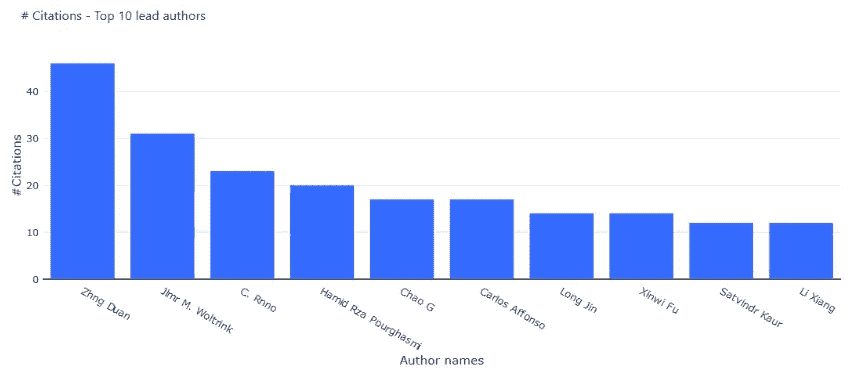 # Citations - Top 10 lead authors
#Citations
40
30
20
10
0
Zhng Duan
Jlmr M. Woltrink
C. Rnno
Hamid Rza Pourghasmi
Chao G
Carlos Affonso
Long Jin
Xinwi Fu
Satvindr Kaur
Li Xiang
Author names